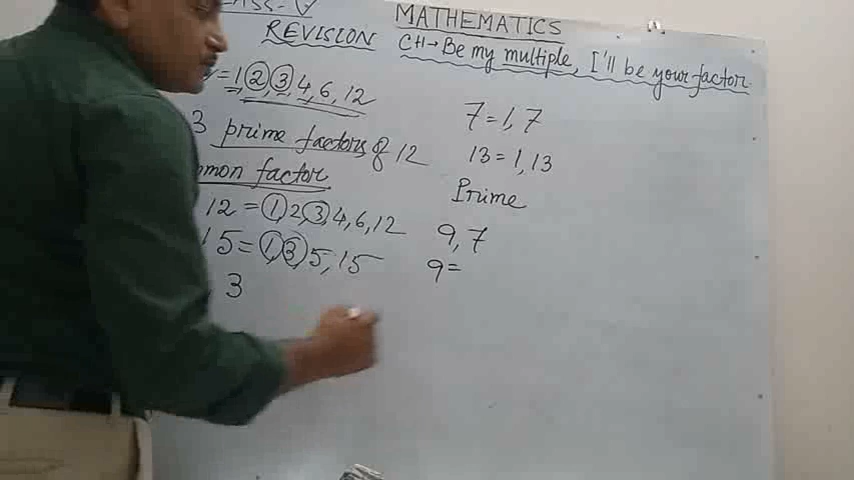 MATHEMATICS
REVISION
CH→Be my multiple, I'll be your factor
= 1, 2, 3, 4, 6, 12
3 prime factors of 12
factor
12 = 1, 2, 3, 4, 6, 12
15 = 1, 3, 5, 15
3
7 = 1, 7
13 = 1, 13
Prime
9, 7
9 =